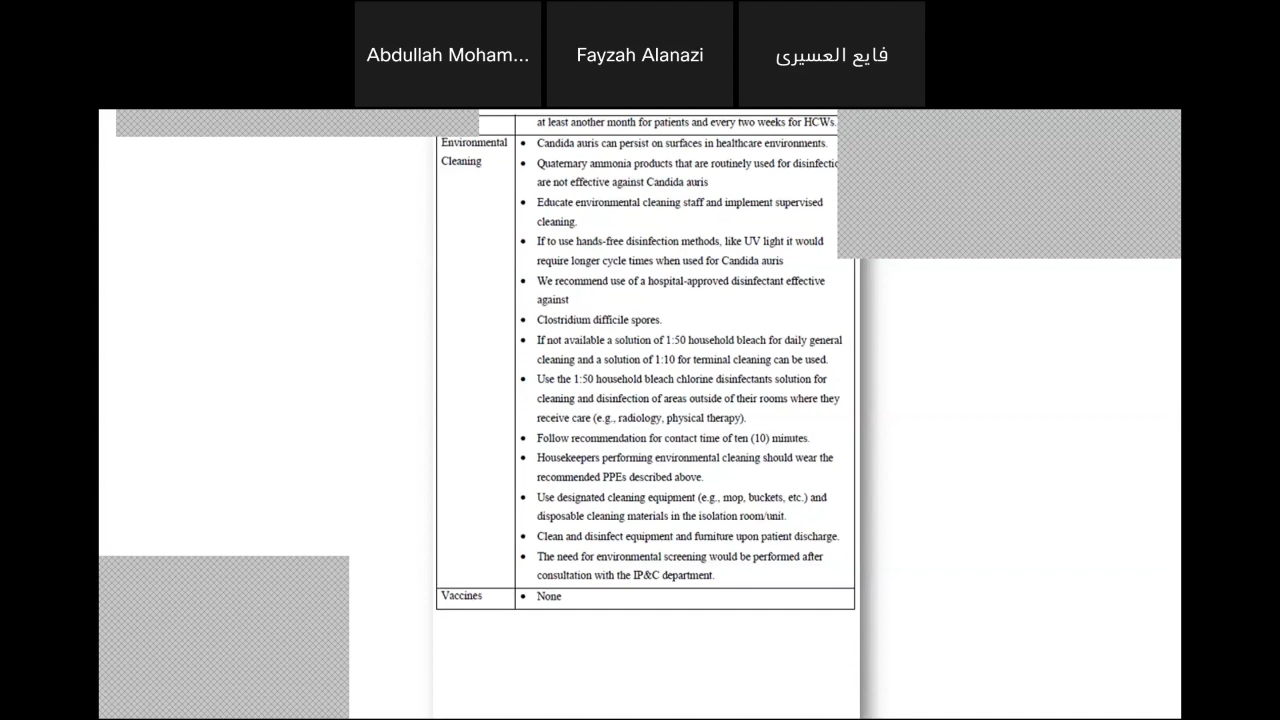 Abdullah Moham...
Fayzah Alanazi
فايع العسيرى
at least another month for patients and every two weeks for HCWs.
Environmental
Cleaning
• Candida auris can persist on surfaces in healthcare environments.
• Quaternary ammonia products that are routinely used for disinfectio
are not effective against Candida auris
• Educate environmental cleaning staff and implement supervised
cleaning.
• If to use hands-free disinfection methods, like UV light it would
require longer cycle times when used for Candida auris
• We recommend use of a hospital-approved disinfectant effective
against
• Clostridium difficile spores.
• If not available a solution of 1:50 household bleach for daily general
cleaning and a solution of 1:10 for terminal cleaning can be used.
• Use the 1:50 household bleach chlorine disinfectants solution for
cleaning and disinfection of areas outside of their rooms where they
receive care (e.g., radiology, physical therapy).
• Follow recommendation for contact time of ten (10) minutes.
• Housekeepers performing environmental cleaning should wear the
recommended PPEs described above.
• Use designated cleaning equipment (e.g., mop, buckets, etc.) and
disposable cleaning materials in the isolation room/unit.
• Clean and disinfect equipment and furniture upon patient discharge.
• The need for environmental screening would be performed after
consultation with the IP&C department.
Vaccines
• None